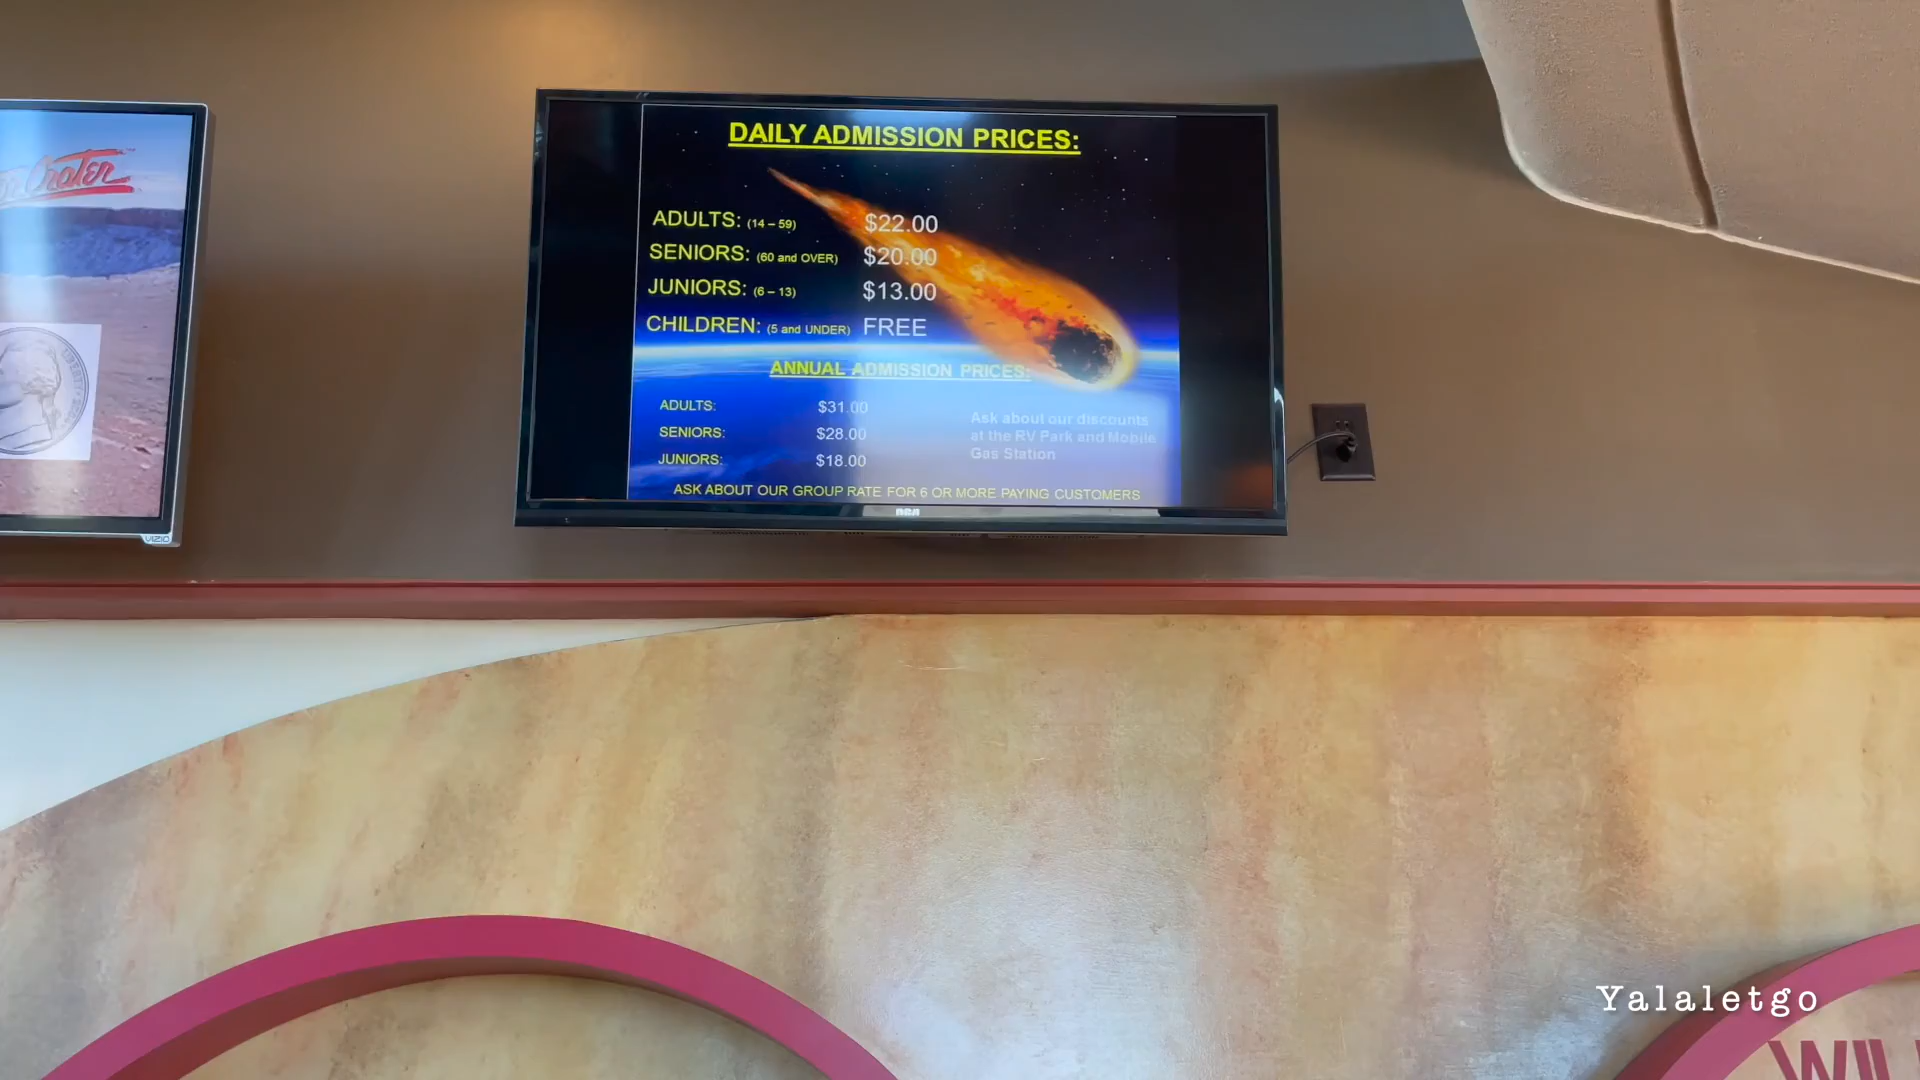 Crater
VIZIO
DAILY ADMISSION PRICES:
ADULTS: (14 – 59) $22.00
SENIORS: (60 and OVER) $20.00
JUNIORS: (6 – 13) $13.00
CHILDREN: (5 and UNDER) FREE
ANNUAL ADMISSION PRICES:
ADULTS: $31.00
SENIORS: $28.00
JUNIORS: $18.00
Ask about our discounts
at the RV Park and Mobile
Gas Station
ASK ABOUT OUR GROUP RATE FOR 6 OR MORE PAYING CUSTOMERS
RCA
Yalaletgo